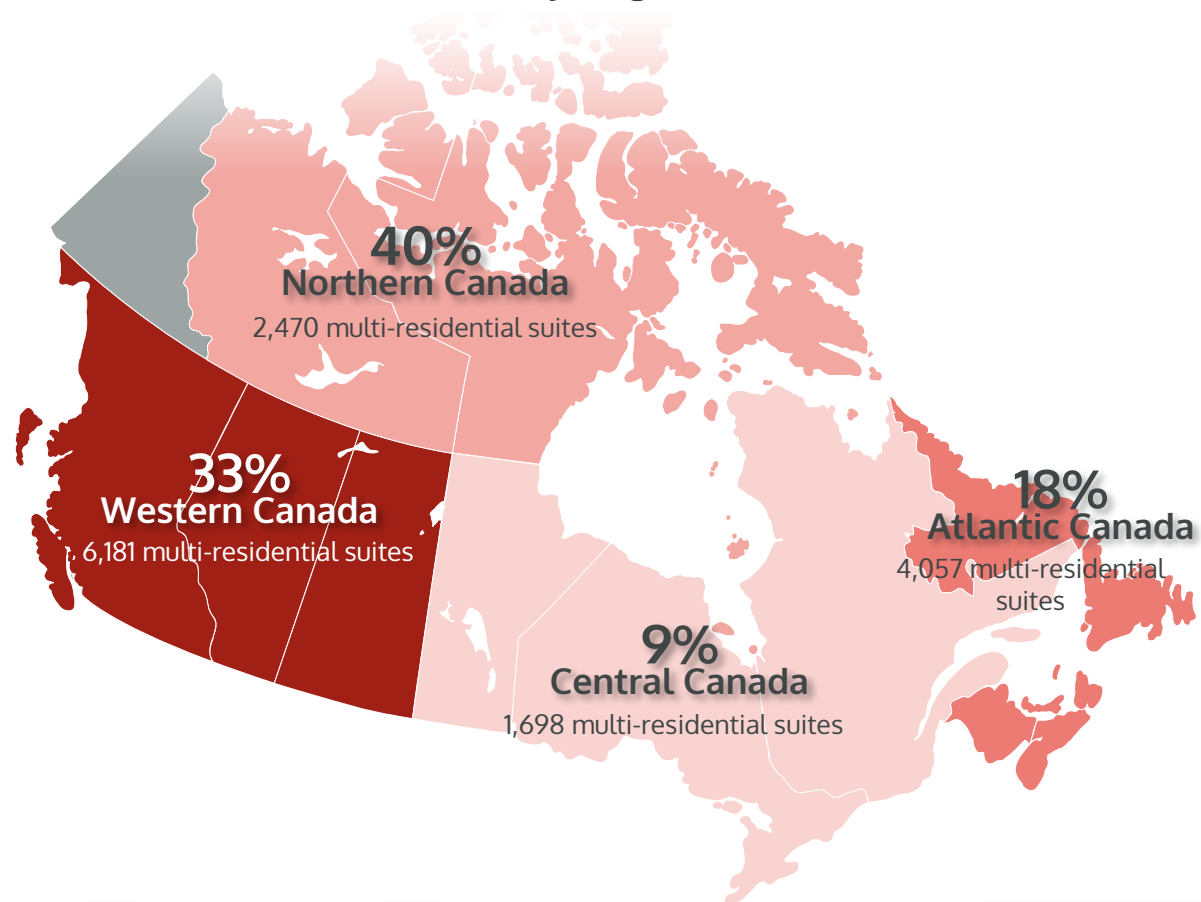 40%
Northern Canada
2,470 multi-residential suites
33%
Western Canada
6,181 multi-residential suites
18%
Atlantic Canada
4,057 multi-residential
suites
9%
Central Canada
1,698 multi-residential suites